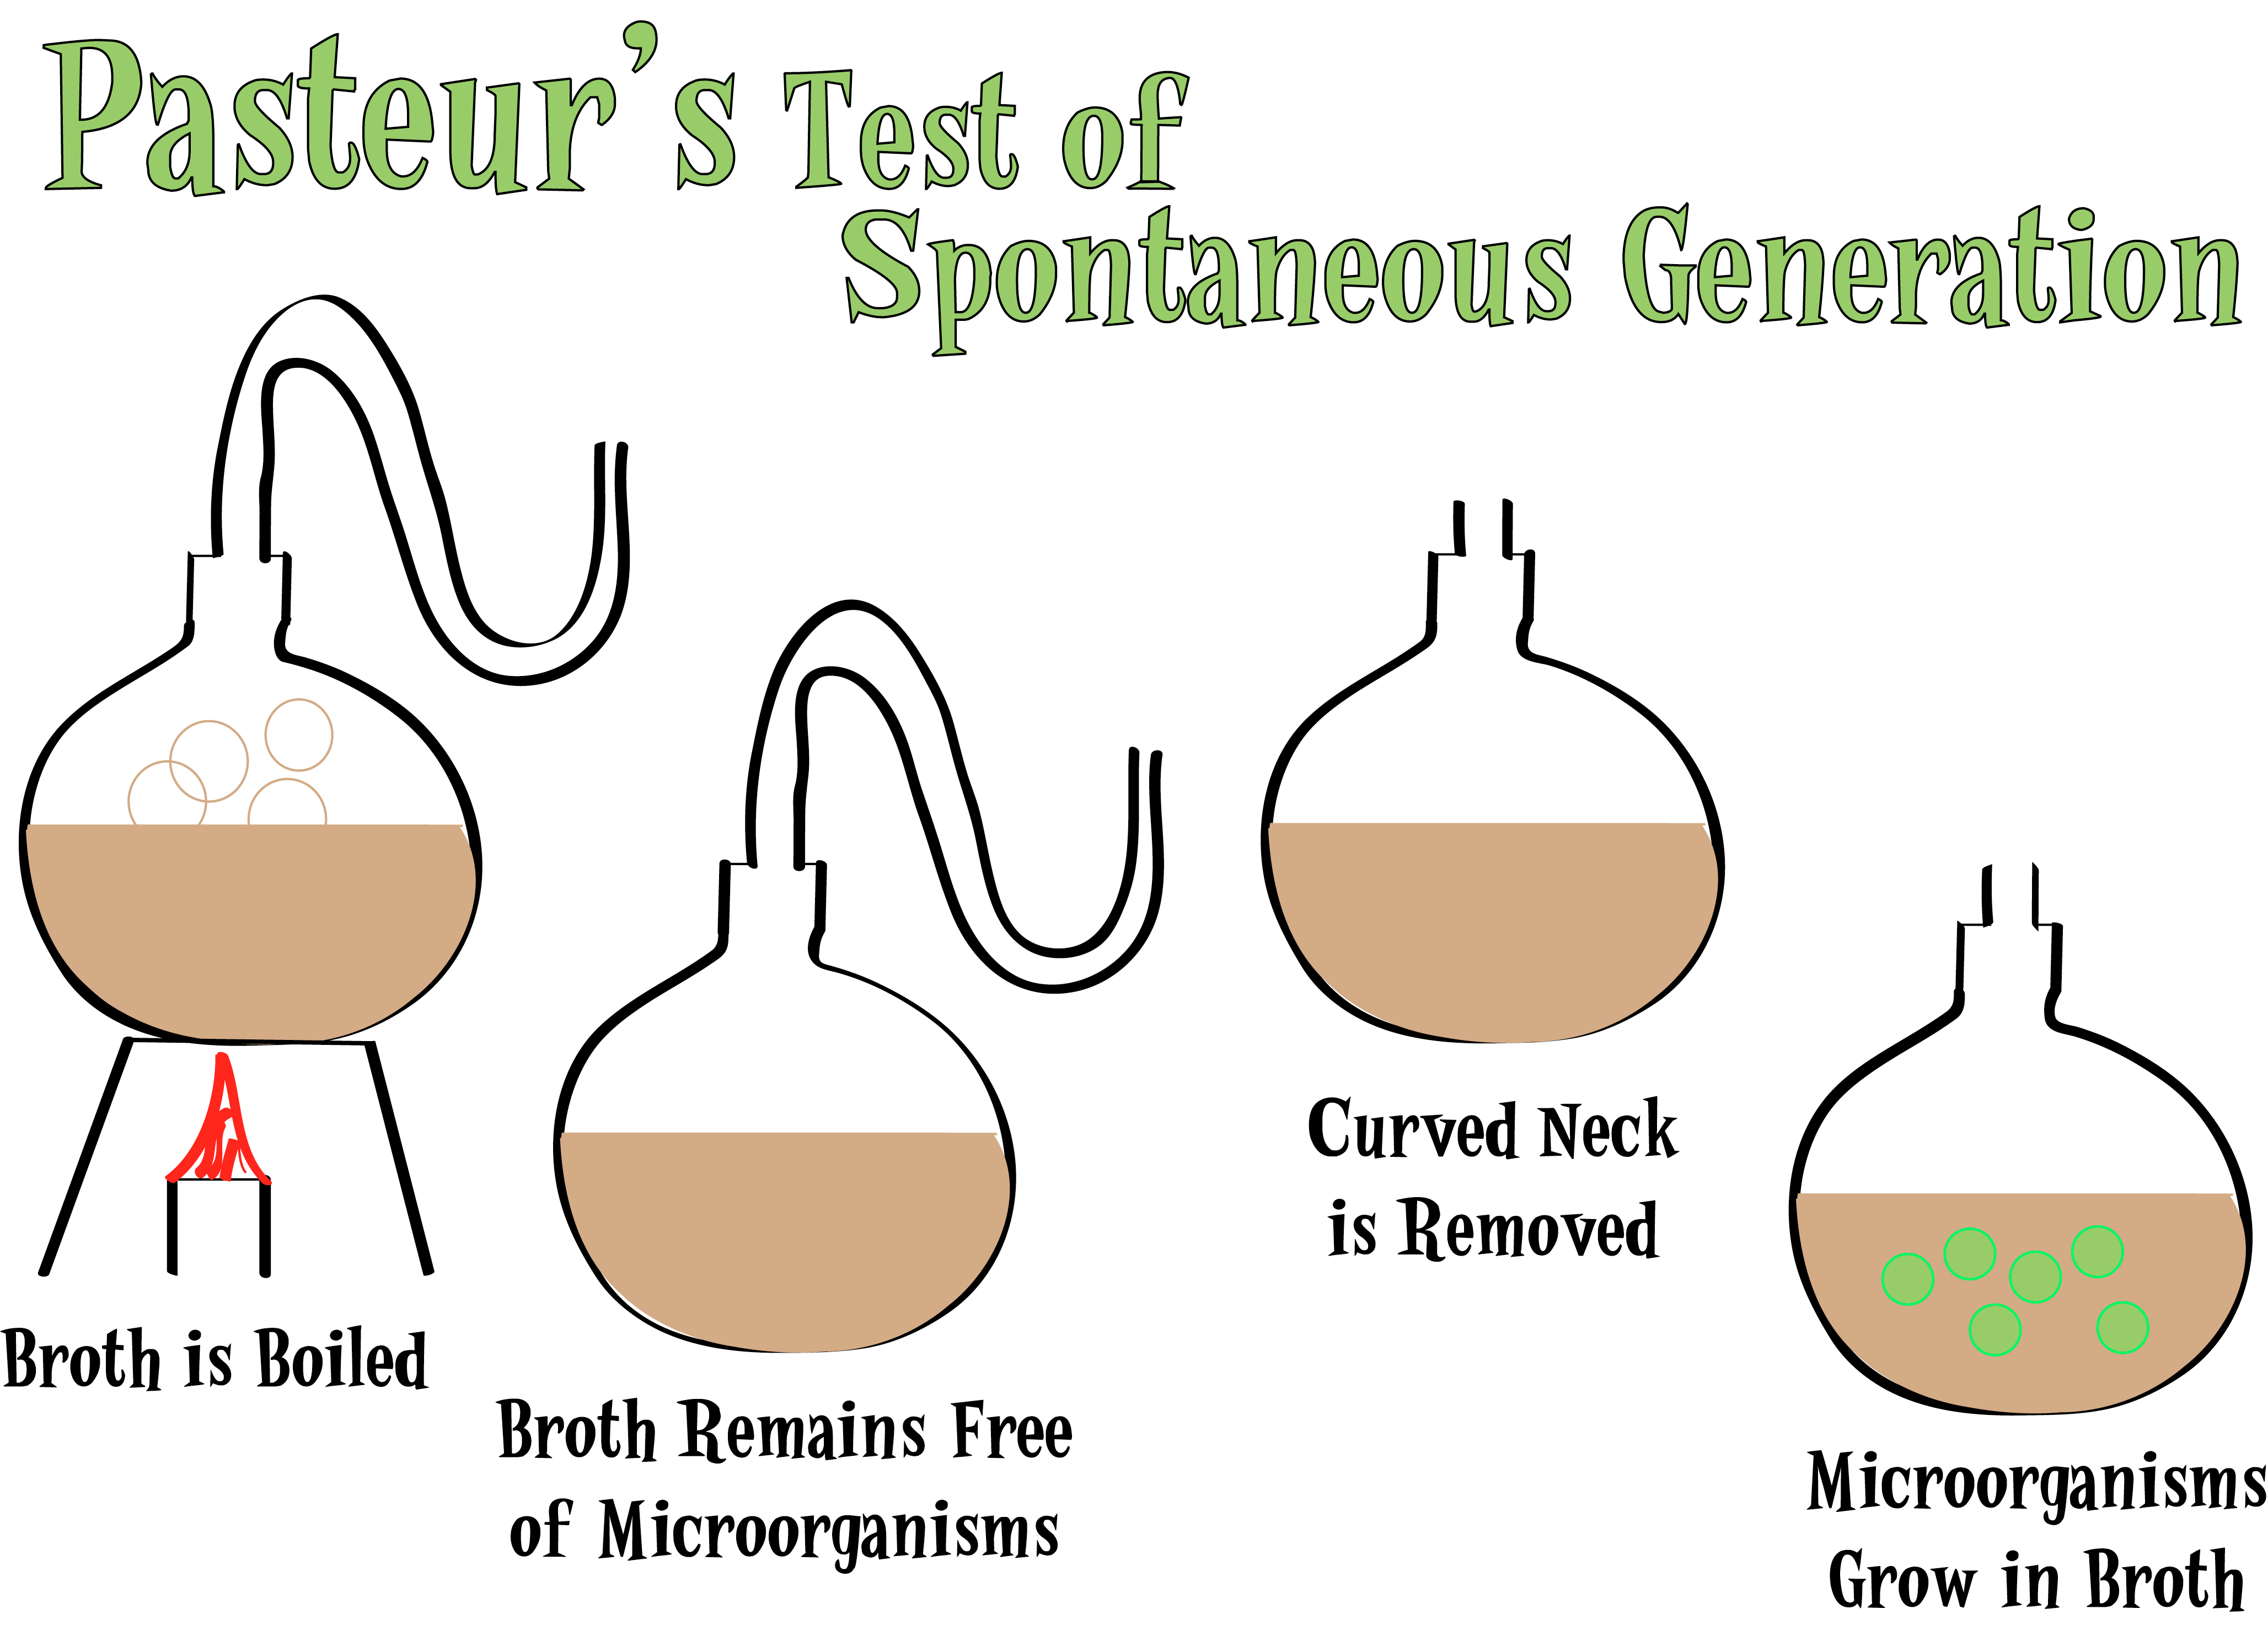 Pasteur's Test of
Spontaneous Generation
Broth is Boiled
Broth Remains Free
of Microorganisms
Curved Neck
is Removed
Microorganisms
Grow in Broth